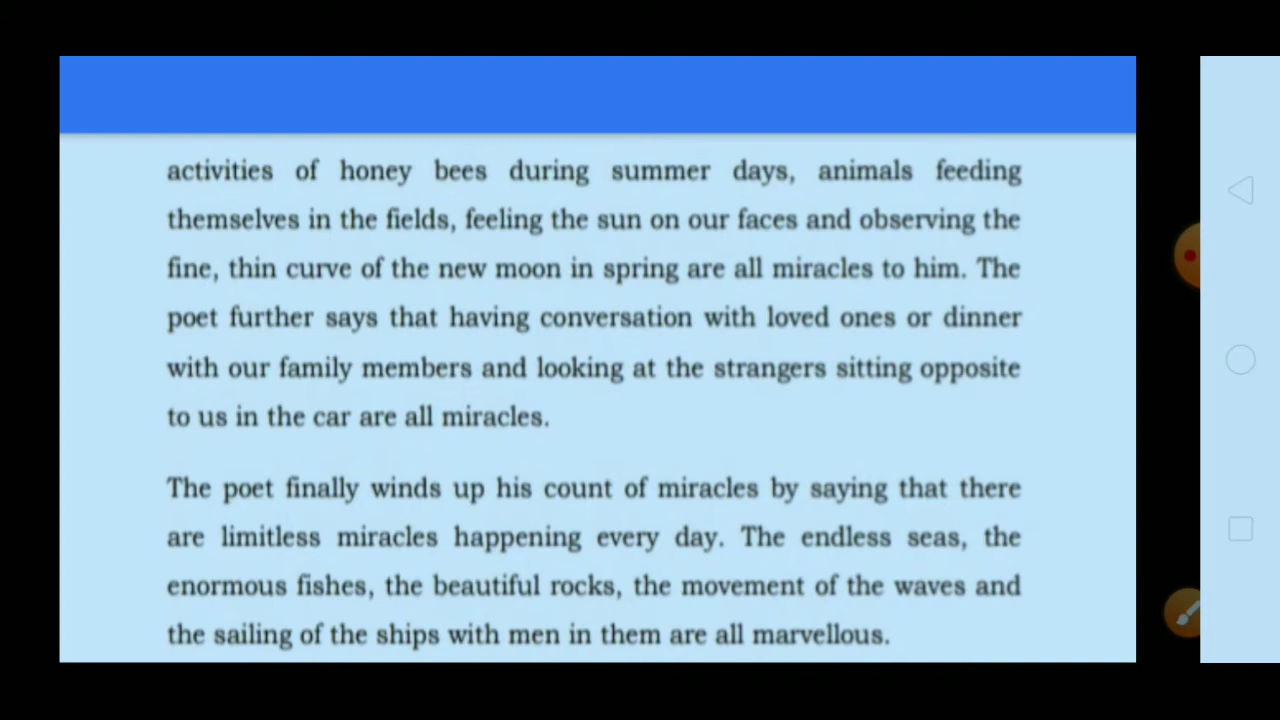 activities of honey bees during summer days, animals feeding
themselves in the fields, feeling the sun on our faces and observing the
fine, thin curve of the new moon in spring are all miracles to him. The
poet further says that having conversation with loved ones or dinner
with our family members and looking at the strangers sitting opposite
to us in the car are all miracles.
The poet finally winds up his count of miracles by saying that there
are limitless miracles happening every day. The endless seas, the
enormous fishes, the beautiful rocks, the movement of the waves and
the sailing of the ships with men in them are all marvellous.